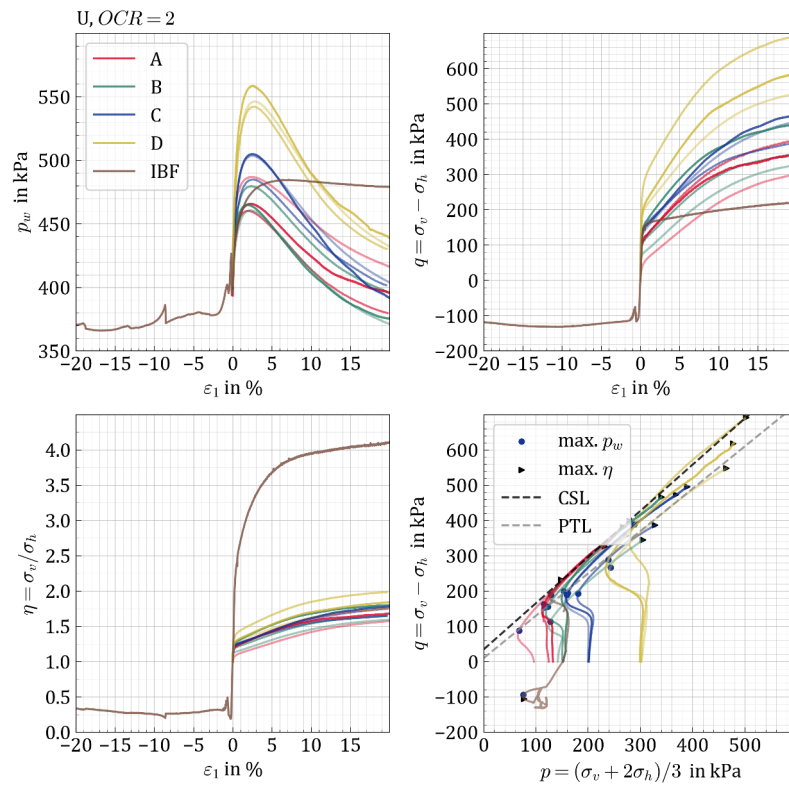 U, OCR = 2
550
500
450
400
350
p_w in kPa
A
B
C
D
IBF
−20 −15 −10 −5 0 5 10 15
ε₁ in %
600
500
400
300
200
100
0
−100
−200
q = σ_v − σ_h in kPa
−20 −15 −10 −5 0 5 10 15
ε₁ in %
4.0
3.5
3.0
2.5
2.0
1.5
1.0
0.5
0.0
η = σ_v/σ_h
−20 −15 −10 −5 0 5 10 15
ε₁ in %
600
500
400
300
200
100
0
−100
−200
q = σ_v − σ_h in kPa
max. p_w
max. η
CSL
PTL
0 100 200 300 400 500
p = (σ_v + 2σ_h)/3 in kPa